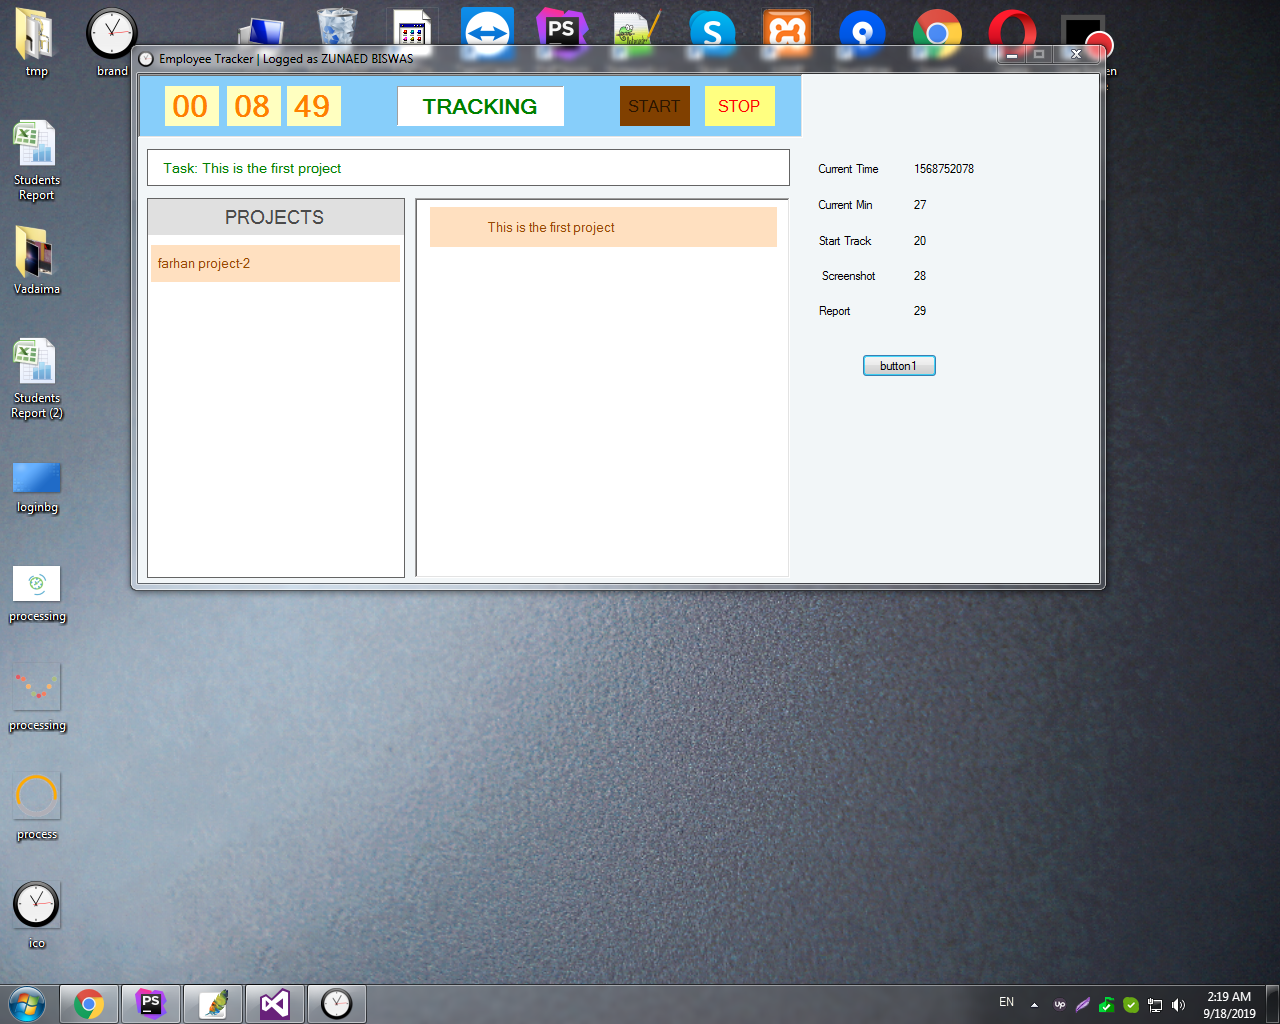 tmp
brand
Students
Report
Vadaima
Students
Report (2)
loginbg
processing
processing
process
ico
PS
en
Employee Tracker | Logged as ZUNAED BISWAS
00 08 49
TRACKING
START
STOP
Task: This is the first project
PROJECTS
farhan project-2
This is the first project
Current Time 1568752078
Current Min 27
Start Track 20
Screenshot 28
Report 29
button1
PS
EN
up
2:19 AM
9/18/2019